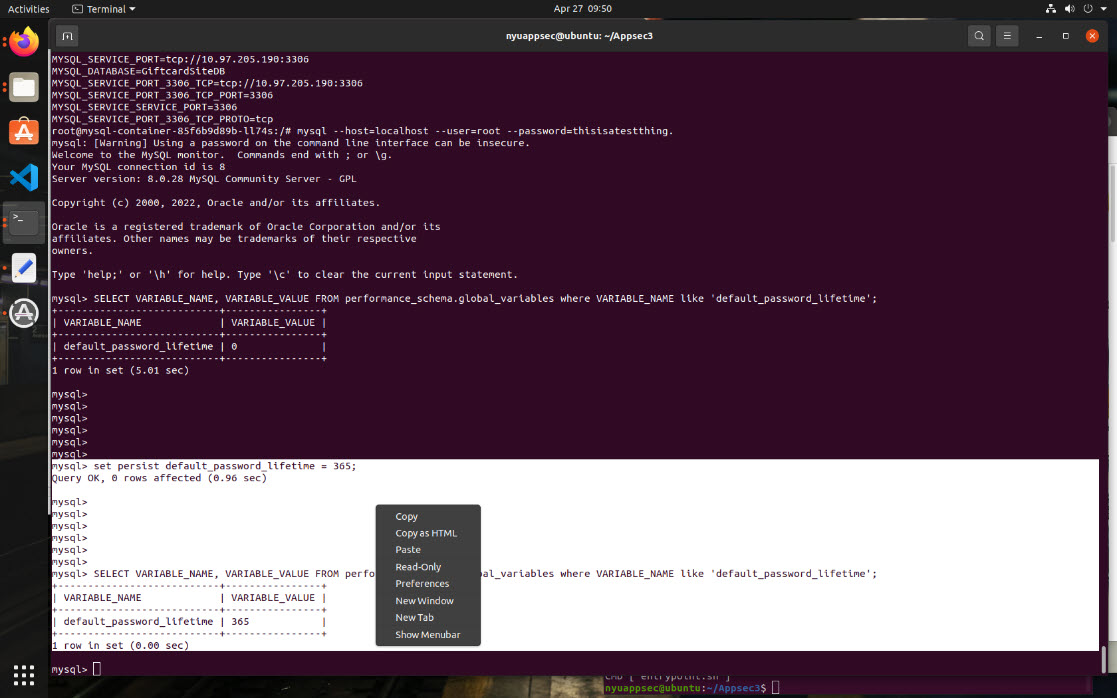 Activities
Terminal
Apr 27 09:50
nyuappsec@ubuntu: ~/Appsec3
MYSQL_SERVICE_PORT=tcp://10.97.205.190:3306
MYSQL_DATABASE=GiftcardSiteDB
MYSQL_SERVICE_PORT_3306_TCP=tcp://10.97.205.190:3306
MYSQL_SERVICE_PORT_3306_TCP_PORT=3306
MYSQL_SERVICE_SERVICE_PORT=3306
MYSQL_SERVICE_PORT_3306_TCP_PROTO=tcp
root@mysql-container-85f6b9d89b-ll74s:/# mysql --host=localhost --user=root --password=thisisatestthing.
mysql: [Warning] Using a password on the command line interface can be insecure.
Welcome to the MySQL monitor.  Commands end with ; or \g.
Your MySQL connection id is 8
Server version: 8.0.28 MySQL Community Server - GPL
Copyright (c) 2000, 2022, Oracle and/or its affiliates.
Oracle is a registered trademark of Oracle Corporation and/or its
affiliates. Other names may be trademarks of their respective
owners.
Type 'help;' or '\h' for help. Type '\c' to clear the current input statement.
mysql> SELECT VARIABLE_NAME, VARIABLE_VALUE FROM performance_schema.global_variables where VARIABLE_NAME like 'default_password_lifetime';
+---------------------------+----------------+
| VARIABLE_NAME             | VARIABLE_VALUE |
+---------------------------+----------------+
| default_password_lifetime | 0              |
+---------------------------+----------------+
1 row in set (5.01 sec)
mysql>
mysql>
mysql>
mysql>
mysql>
mysql>
mysql> set persist default_password_lifetime = 365;
Query OK, 0 rows affected (0.96 sec)
mysql>
mysql>
mysql>
mysql>
mysql>
mysql>
mysql> SELECT VARIABLE_NAME, VARIABLE_VALUE FROM perfo bal_variables where VARIABLE_NAME like 'default_password_lifetime';
+---------------------------+----------------+
| VARIABLE_NAME             | VARIABLE_VALUE |
+---------------------------+----------------+
| default_password_lifetime | 365            |
+---------------------------+----------------+
1 row in set (0.00 sec)
mysql>
Copy
Copy as HTML
Paste
Read-Only
Preferences
New Window
New Tab
Show Menubar
nyuappsec@ubuntu:~/Appsec3$